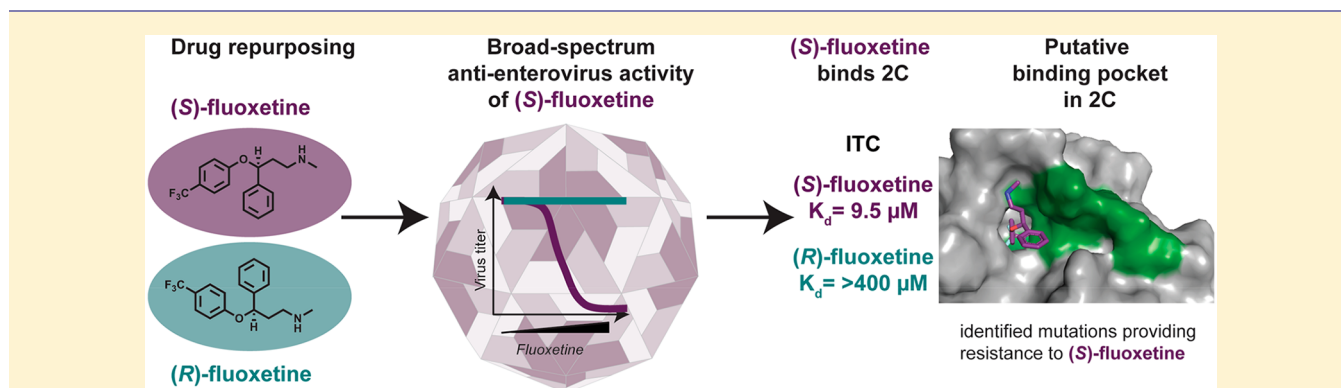 Drug repurposing
(S)-fluoxetine
O
H
H
N
F₃C
F₃C
O
H
N
H
(R)-fluoxetine
Broad-spectrum
anti-enterovirus activity
of (S)-fluoxetine
Virus titer
Fluoxetine
(S)-fluoxetine
binds 2C
ITC
(S)-fluoxetine
Kd= 9.5 µM
(R)-fluoxetine
Kd= >400 µM
Putative
binding pocket
in 2C
identified mutations providing
resistance to (S)-fluoxetine